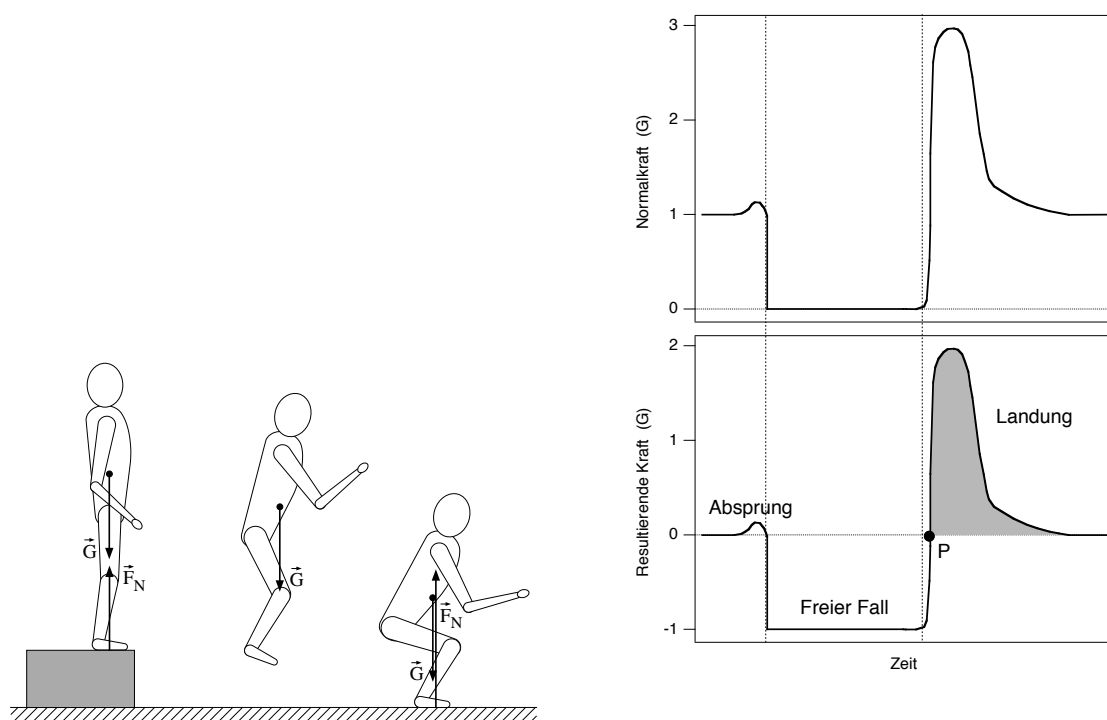 G
F_N
G
F_N
G
Normalkraft (G)
3
2
1
0
Resultierende Kraft (G)
2
1
0
-1
Absprung
Landung
P
Freier Fall
Zeit